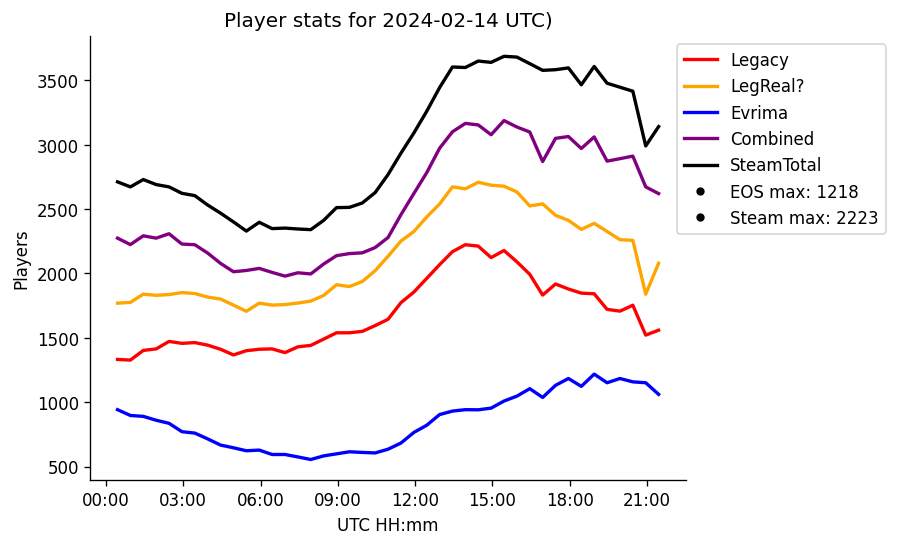 Player stats for 2024-02-14 UTC)
Legacy
LegReal?
Evrima
Combined
SteamTotal
EOS max: 1218
Steam max: 2223
Players
3500
3000
2500
2000
1500
1000
500
00:00 03:00 06:00 09:00 12:00 15:00 18:00 21:00
UTC HH:mm